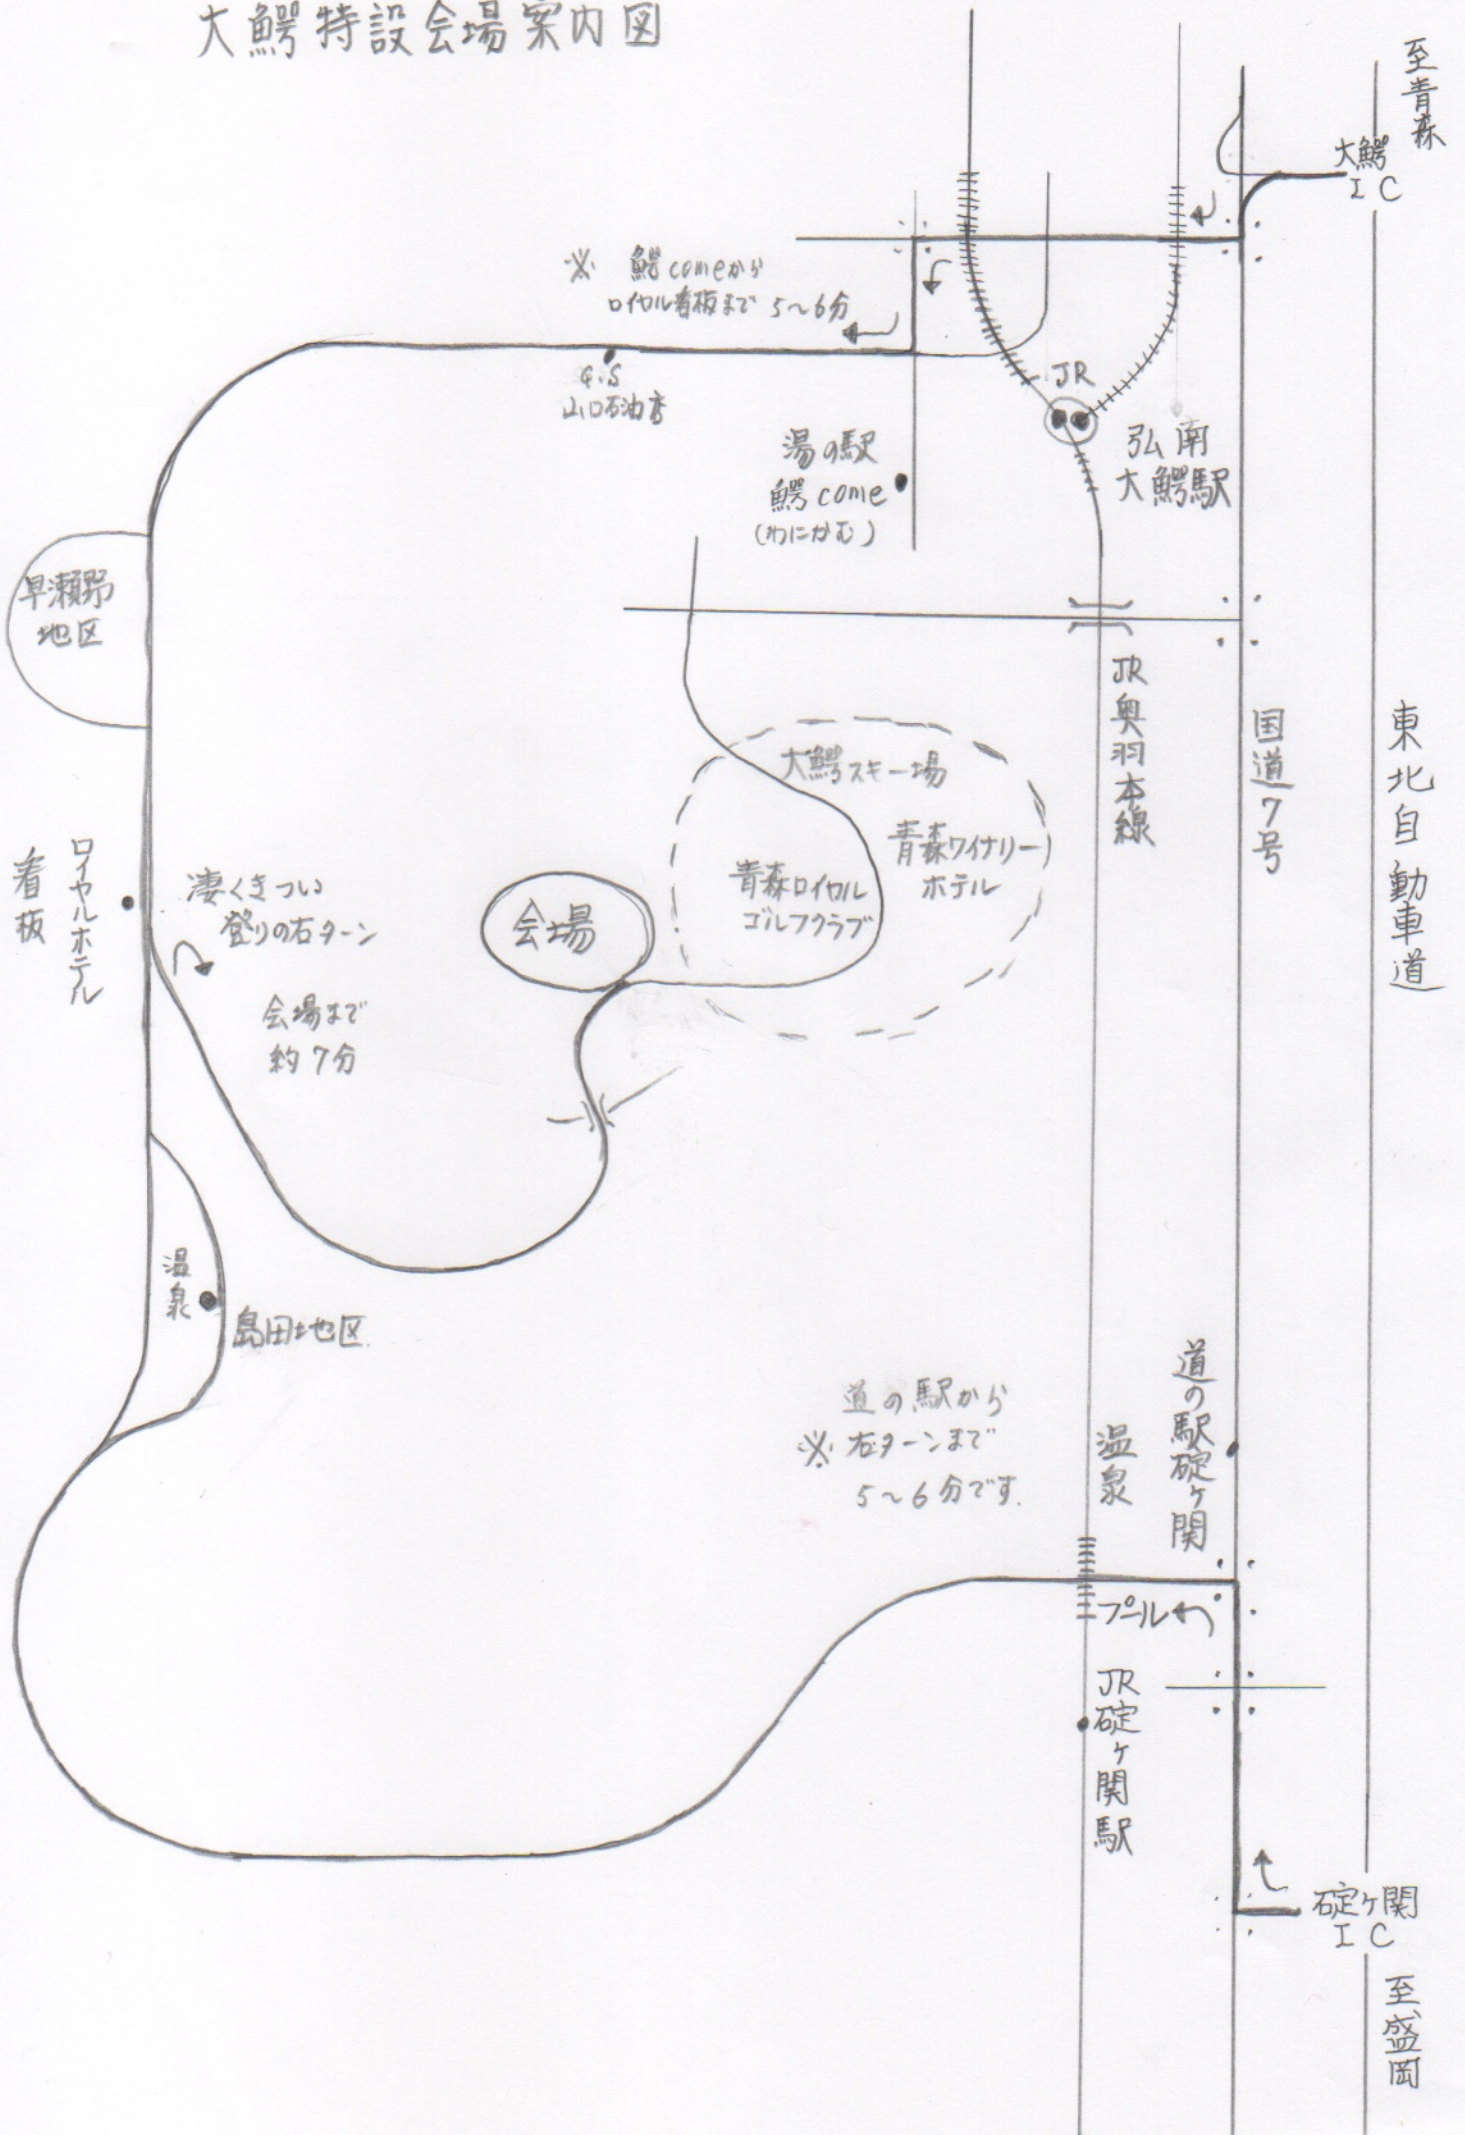 大鰐特設会場案内図
至青森
大鰐
IC
※ 鰐comeから
ロイヤル看板まで 5〜6分
G.S
山口石油店
JR
弘南
大鰐駅
湯の駅
鰐come
(わにかむ)
早瀬野
地区
JR奥羽本線
国道7号
東北自動車道
大鰐スキー場
青森ワイナリー
ホテル
青森ロイヤル
ゴルフクラブ
会場
ロイヤルホテル
看板
凄くきつい
登りの右ターン
会場まで
約7分
温泉
島田地区
道の駅から
※ 右ターンまで
5〜6分です.
温泉
道の駅碇ヶ関
プール
JR碇ヶ関駅
碇ヶ関
IC
至盛岡